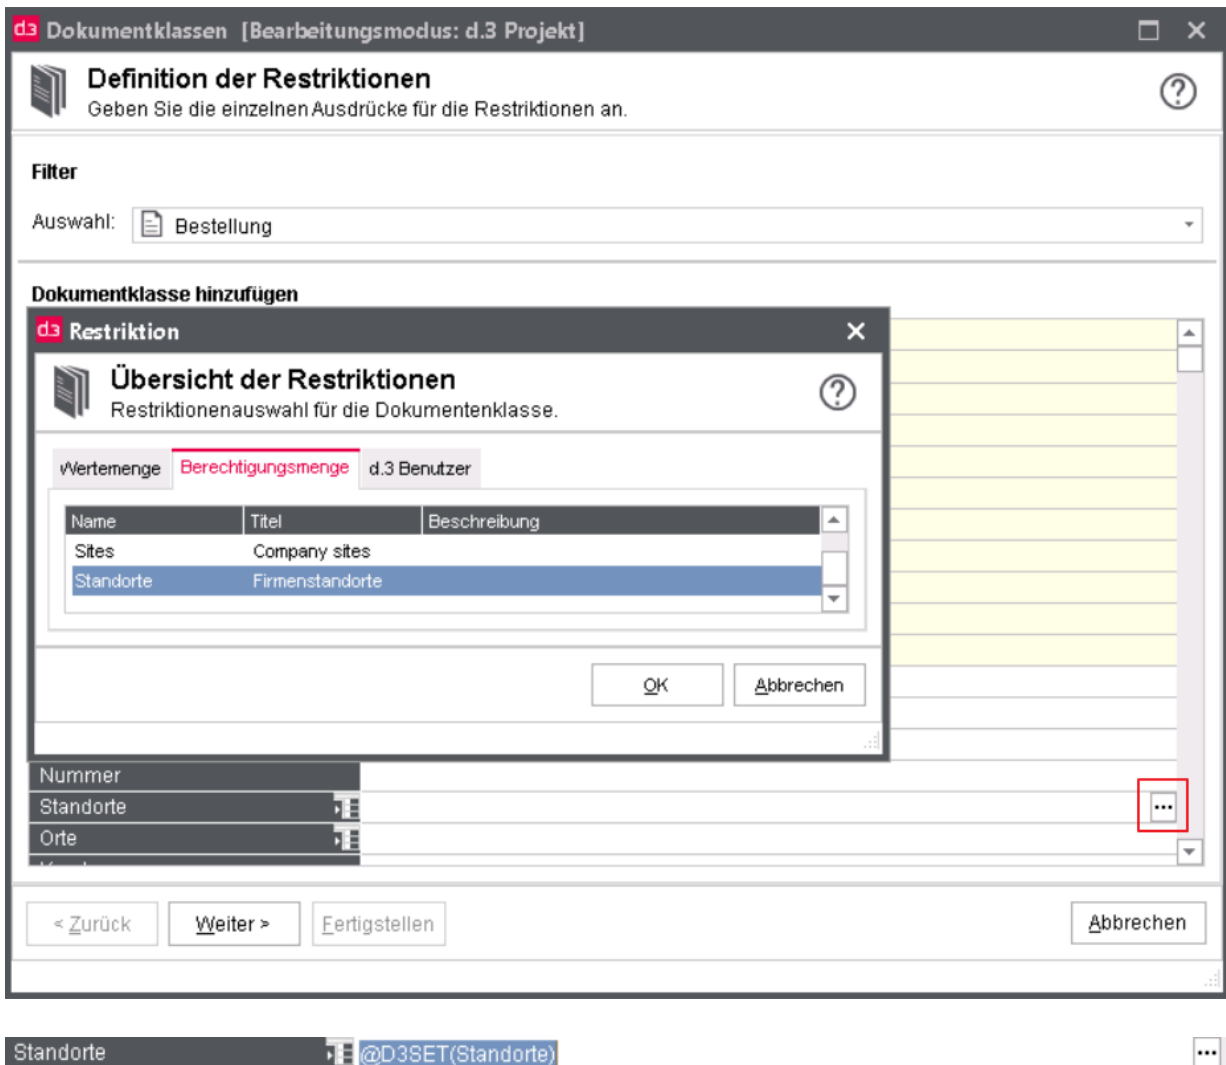 d3 Dokumentklassen [Bearbeitungsmodus: d.3 Projekt]
Definition der Restriktionen
Geben Sie die einzelnen Ausdrücke für die Restriktionen an.
Filter
Auswahl: Bestellung
Dokumentklasse hinzufügen
d3 Restriktion
Übersicht der Restriktionen
Restriktionenauswahl für die Dokumentenklasse.
Wertemenge Berechtigungsmenge d.3 Benutzer
Name Titel Beschreibung
Sites Company sites
Standorte Firmenstandorte
OK Abbrechen
Nummer
Standorte ...
Orte
< Zurück Weiter > Fertigstellen Abbrechen
Standorte @D3SET(Standorte) ...